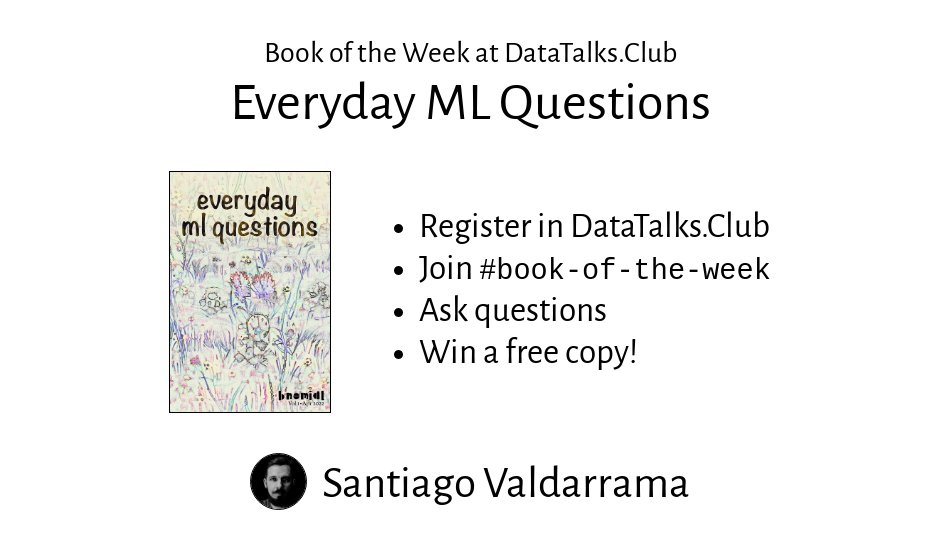 Book of the Week at DataTalks.Club
Everyday ML Questions
everyday
ml questions
• Register in DataTalks.Club
• Join #book-of-the-week
• Ask questions
• Win a free copy!
bnomial
Santiago Valdarrama